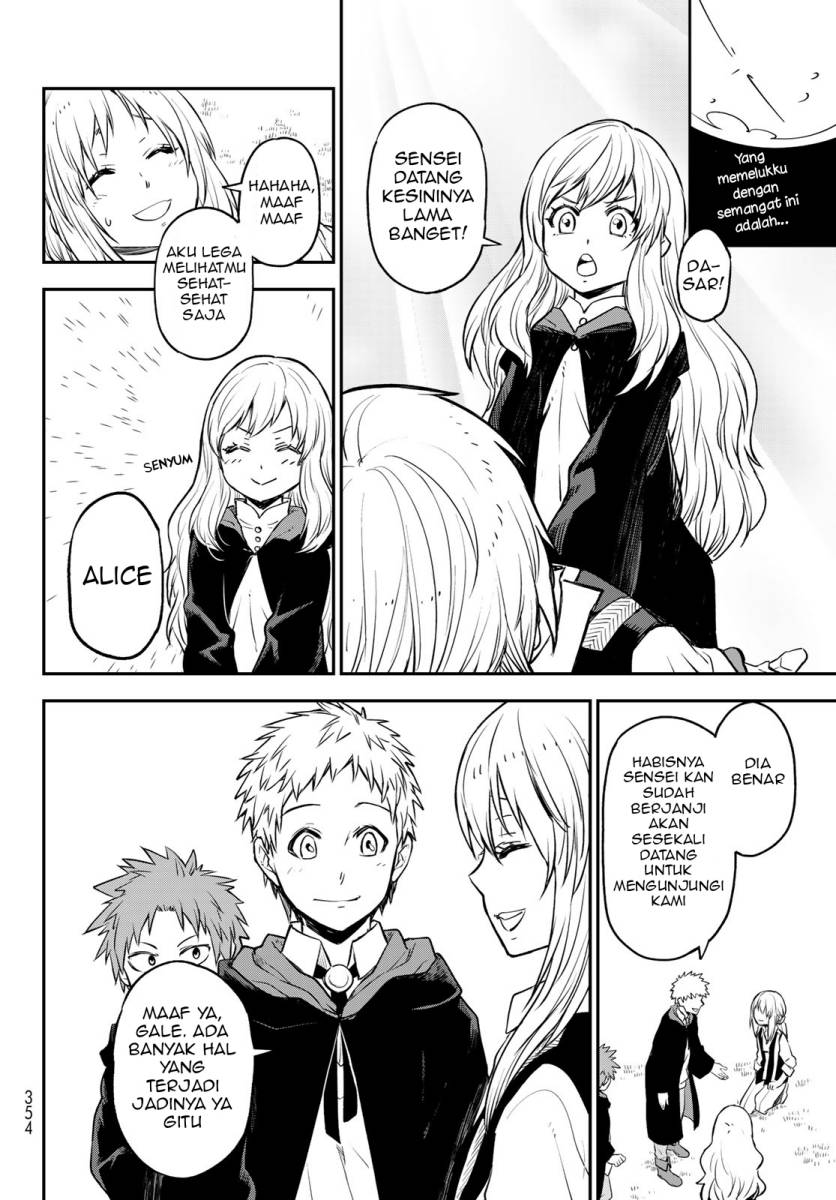 Yang
memelukku
dengan
semangat ini
adalah...
DA-
SAR!
SENSEI
DATANG
KESININYA
LAMA
BANGET!
HAHAHA,
MAAF
MAAF
AKU LEGA
MELIHATMU
SEHAT-
SEHAT
SAJA
SENYUM
ALICE
DIA
BENAR
HABISNYA
SENSEI KAN
SUDAH
BERJANJI
AKAN
SESEKALI
DATANG
UNTUK
MENGUNJUNGI
KAMI
MAAF YA,
GALE. ADA
BANYAK HAL
YANG
TERJADI
JADINYA YA
GITU
354